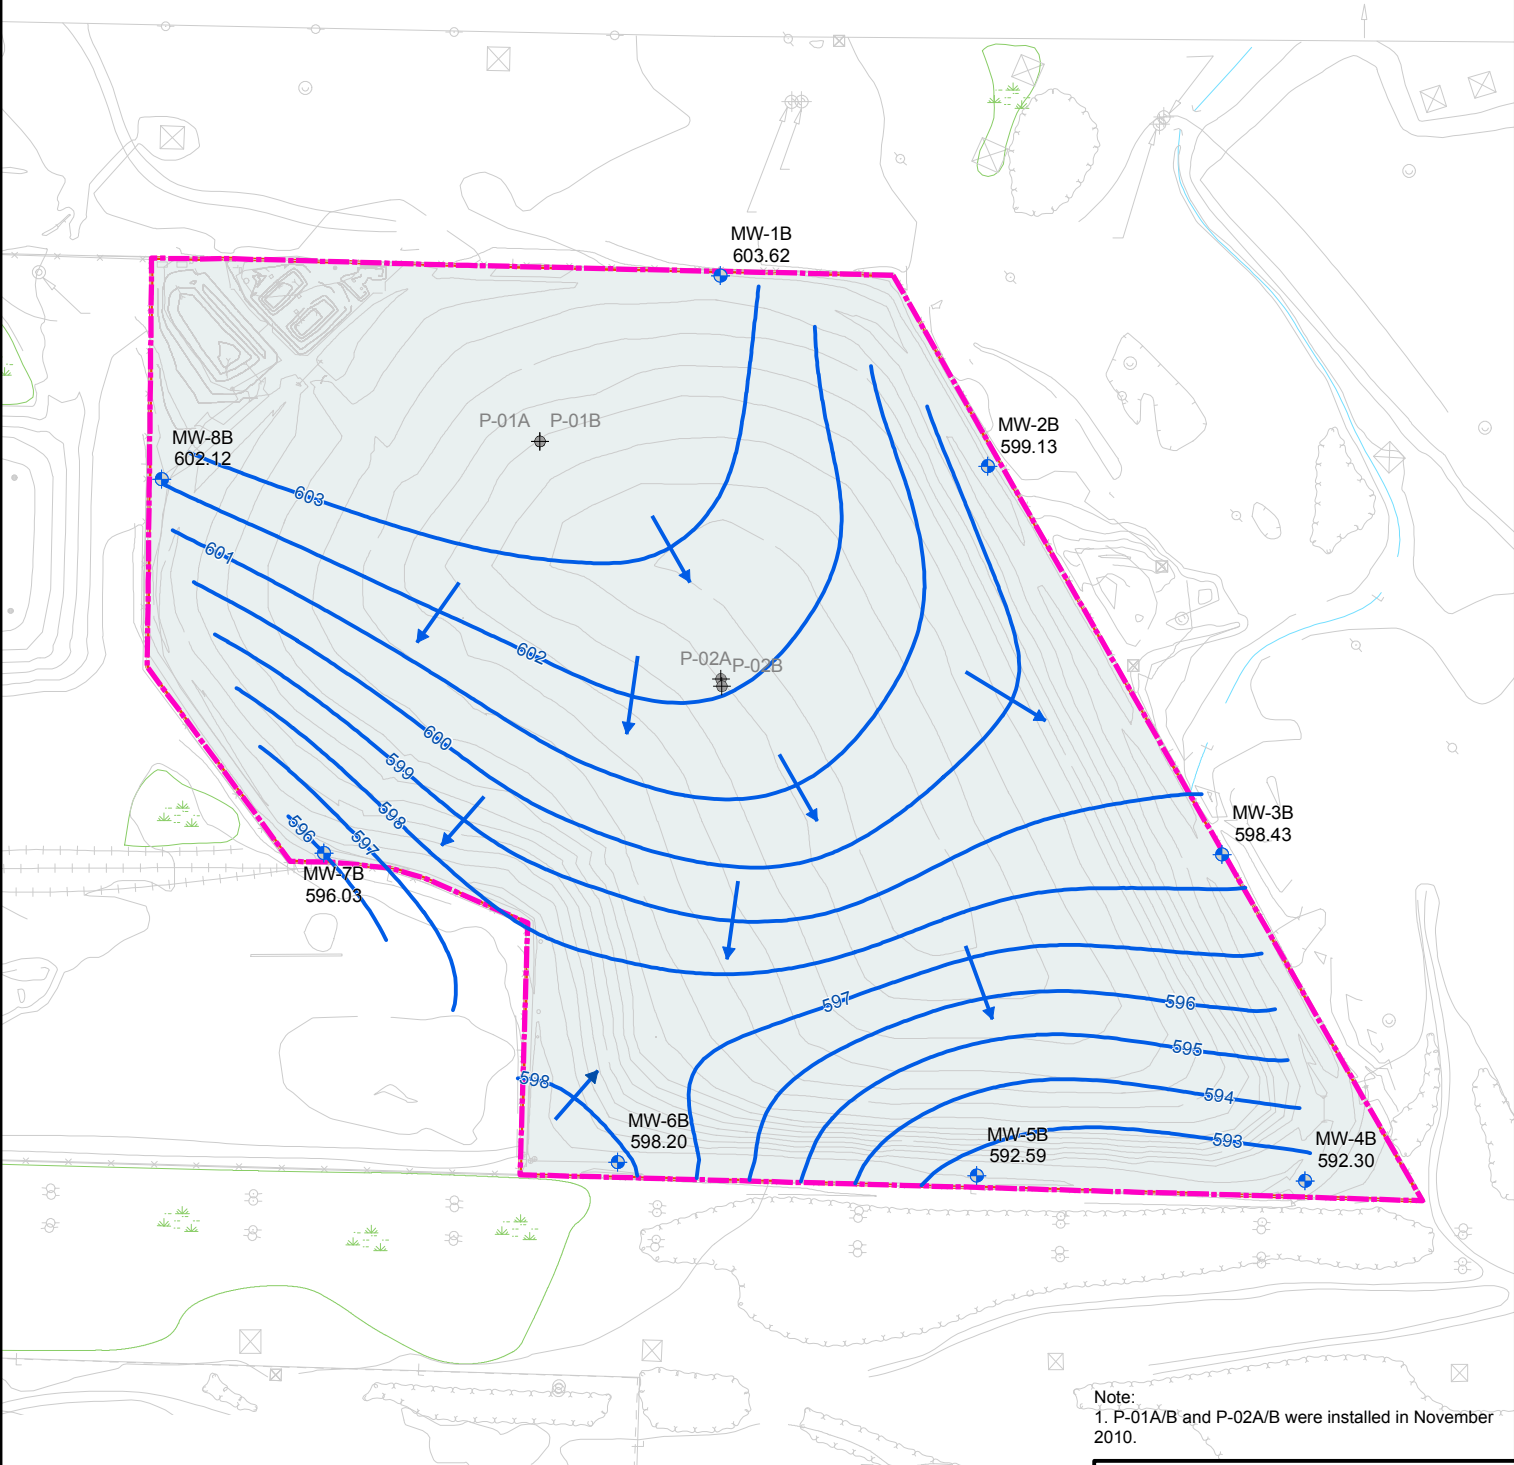 MW-1B
603.62
MW-2B
599.13
P-01A
P-01B
MW-8B
602.12
603
601
602
P-02A
P-02B
600
599
598
597
596
MW-7B
596.03
MW-3B
598.43
597
596
595
594
593
598
MW-6B
598.20
MW-5B
592.59
MW-4B
592.30
Note:
1. P-01A/B and P-02A/B were installed in November
2010.